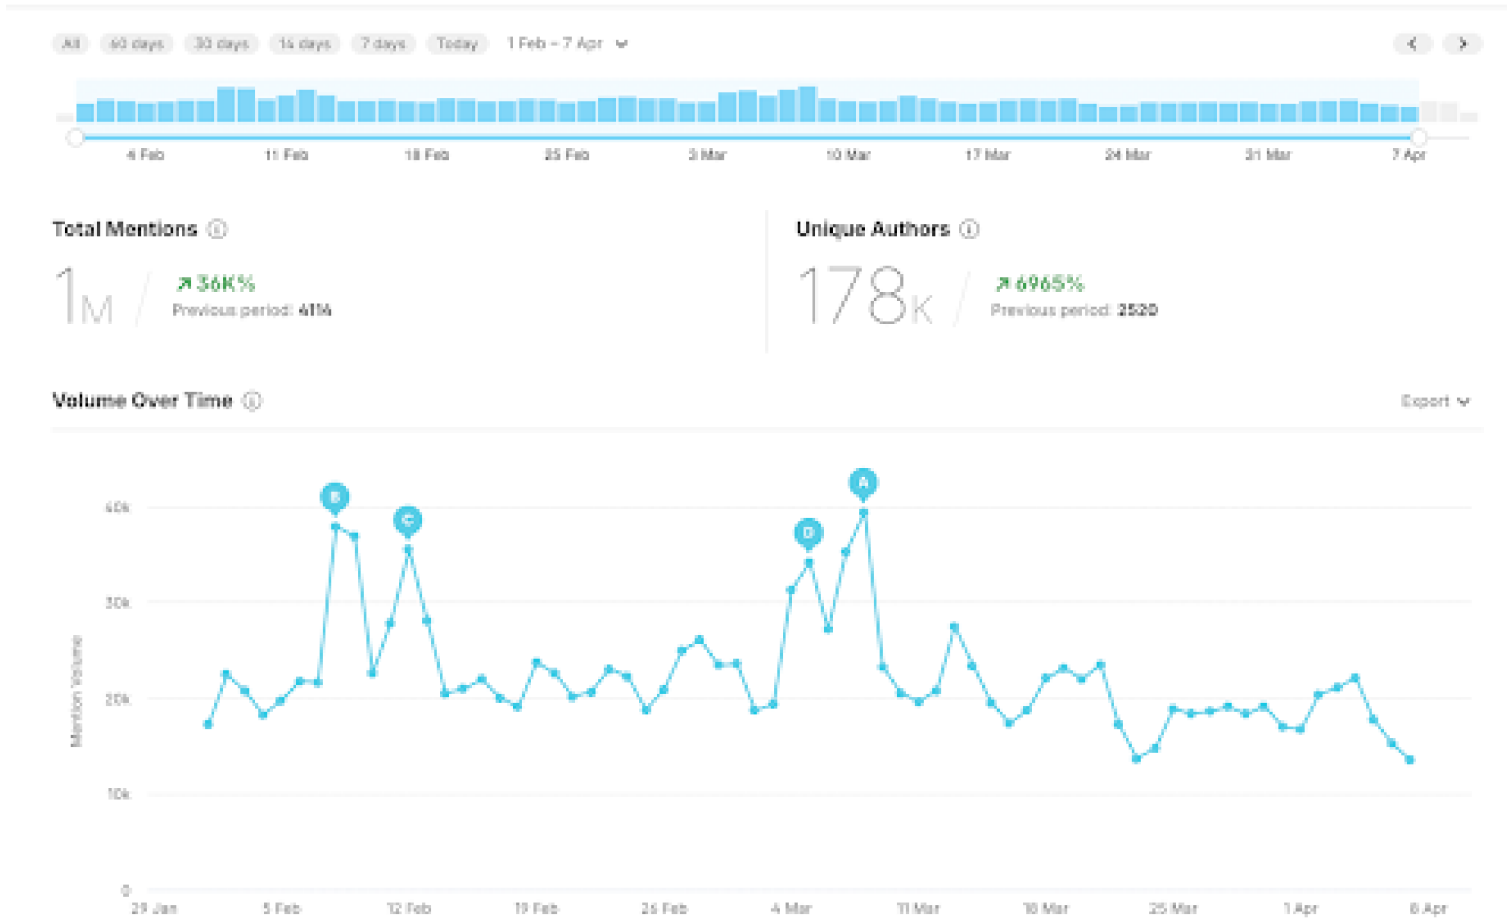 All 60 days 30 days 14 days 7 days Today 1 Feb – 7 Apr
4 Feb 11 Feb 18 Feb 25 Feb 3 Mar 10 Mar 17 Mar 24 Mar 31 Mar 7 Apr
Total Mentions
1M
36K%
Previous period: 4114
Unique Authors
178K
6965%
Previous period: 2520
Volume Over Time
Export
B
C
D
A
40k
30k
20k
10k
0
Mention Volume
29 Jan 5 Feb 12 Feb 19 Feb 26 Feb 4 Mar 11 Mar 18 Mar 25 Mar 1 Apr 8 Apr